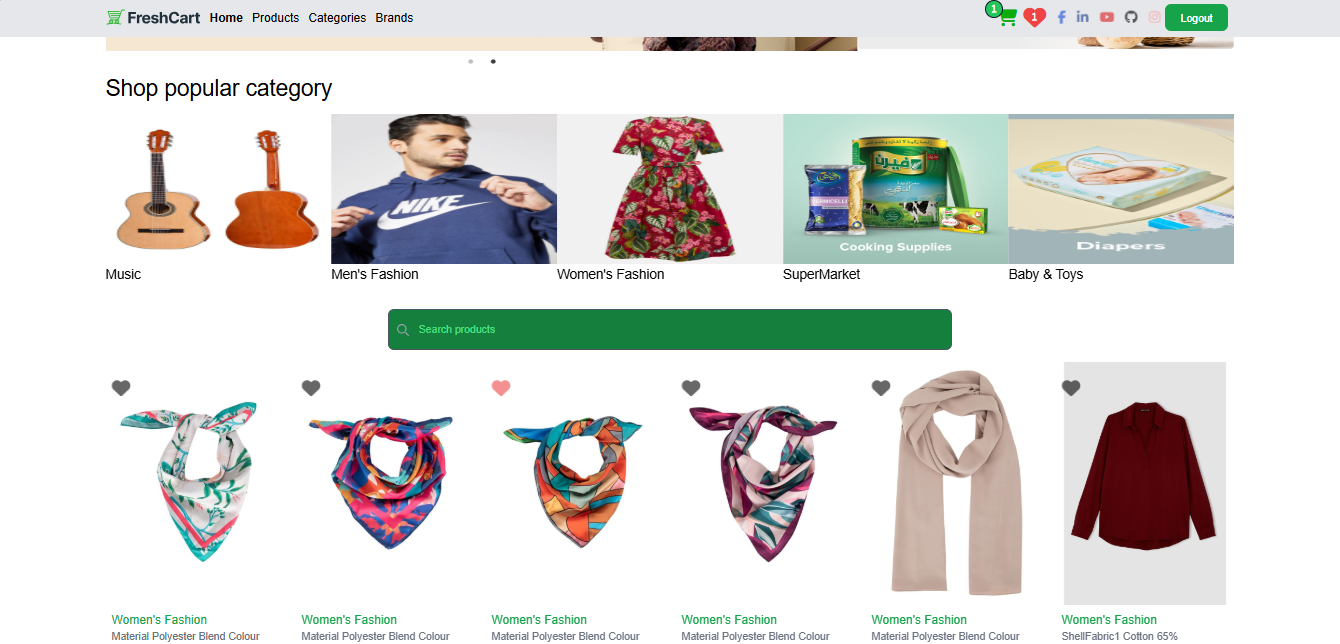 FreshCart Home Products Categories Brands 1 1 Logout
Shop popular category
NIKE
VERMICELLI
Cooking Supplies
Diapers
Music Men's Fashion Women's Fashion SuperMarket Baby & Toys
Search products
Women's Fashion Women's Fashion Women's Fashion Women's Fashion Women's Fashion Women's Fashion
Material Polyester Blend Colour Material Polyester Blend Colour Material Polyester Blend Colour Material Polyester Blend Colour Material Polyester Blend Colour ShellFabric1 Cotton 65%